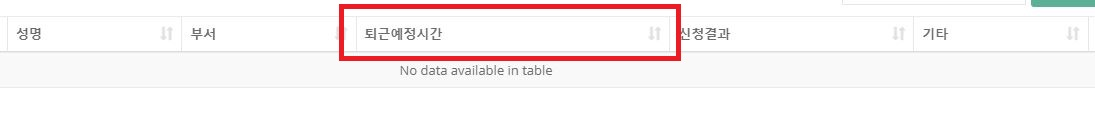 성명 부서 퇴근예정시간 신청결과 기타
No data available in table